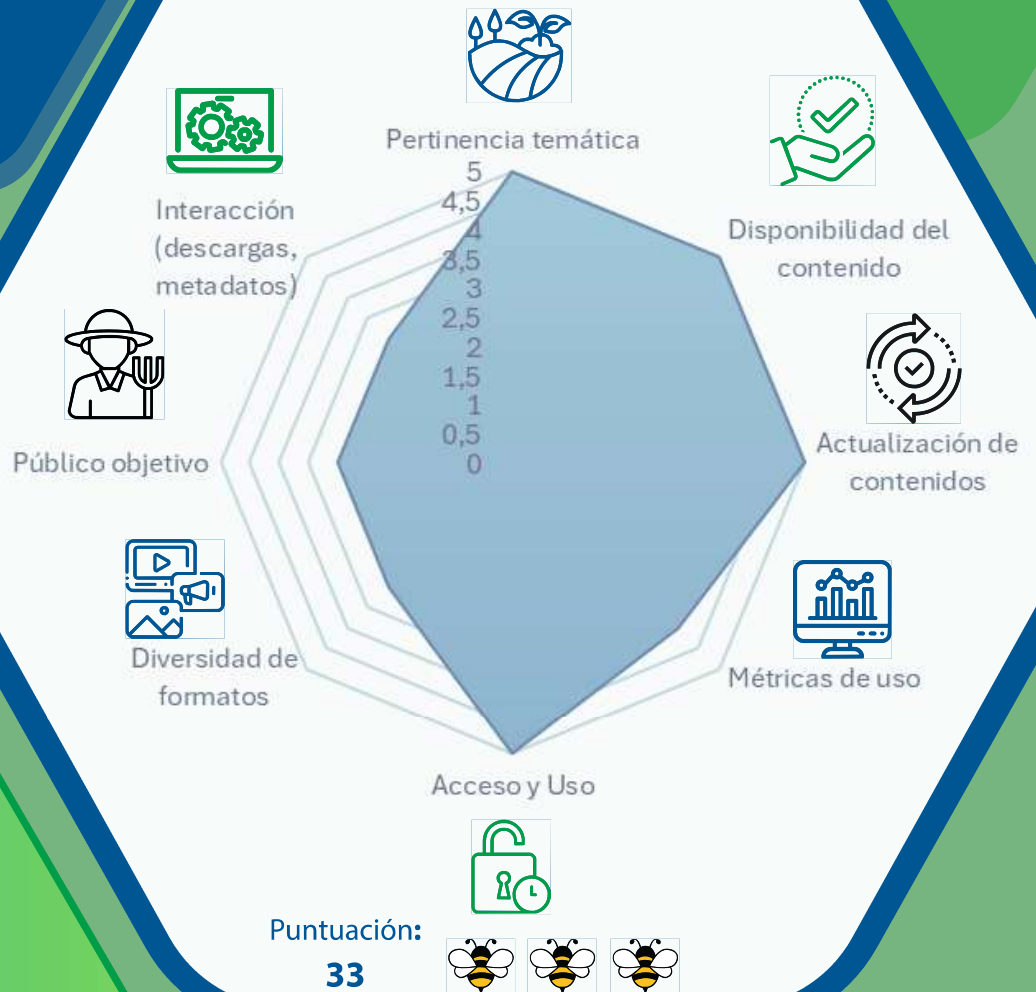 Pertinencia temática
5
4,5
4
3,5
3
2,5
2
1,5
1
0,5
0
Disponibilidad del
contenido
Actualización de
contenidos
Métricas de uso
Acceso y Uso
Diversidad de
formatos
Público objetivo
Interacción
(descargas,
metadatos)
Puntuación:
33